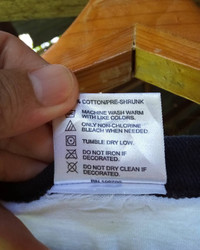 COTTON/PRE-SHRUNK
MACHINE WASH WARM
WITH LIKE COLORS.
ONLY NON-CHLORINE
BLEACH WHEN NEEDED.
TUMBLE DRY LOW.
DO NOT IRON IF
DECORATED.
DO NOT DRY CLEAN IF
DECORATED.